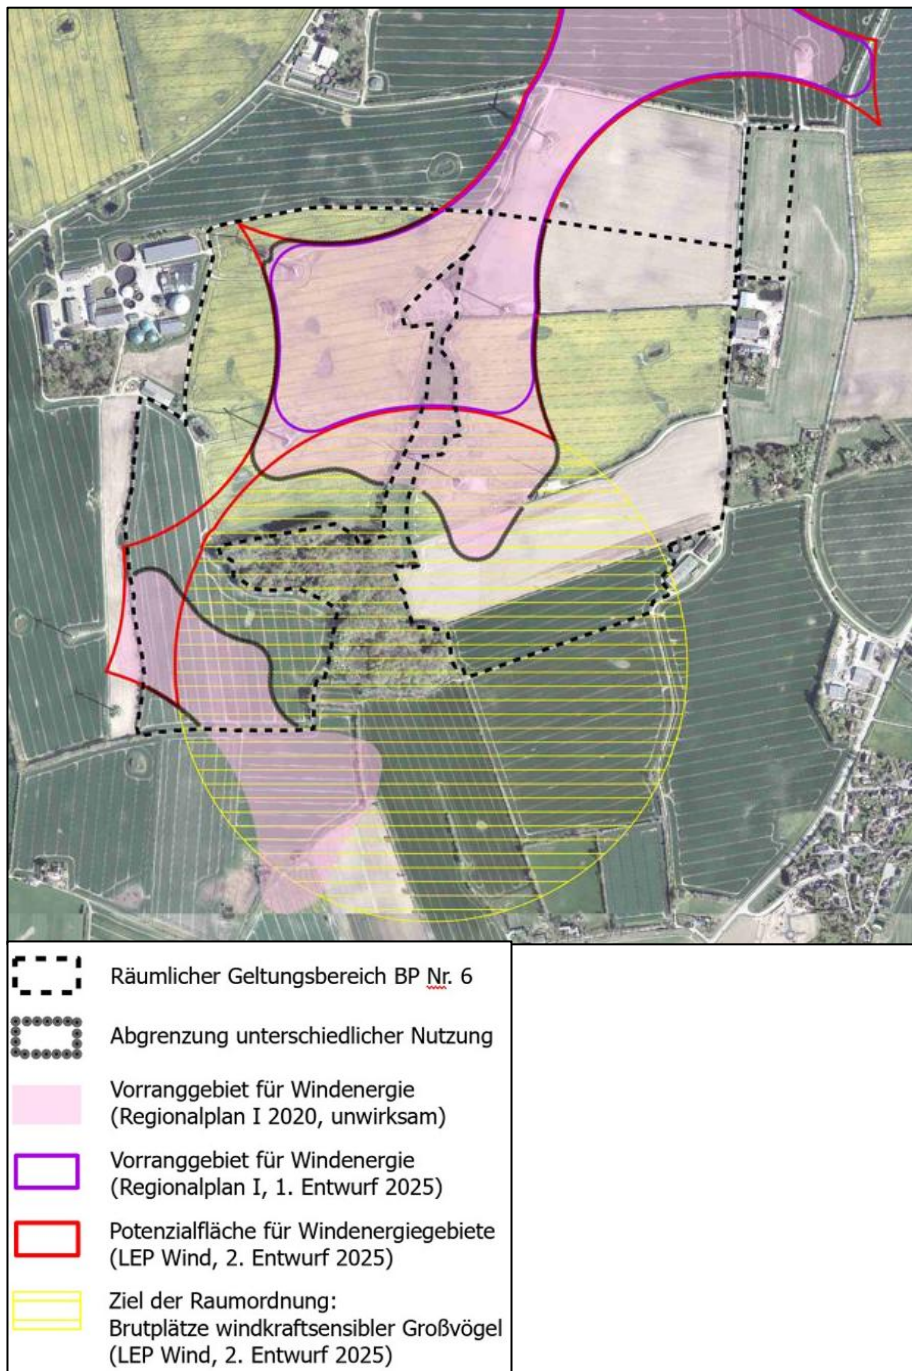 Räumlicher Geltungsbereich BP Nr. 6
Abgrenzung unterschiedlicher Nutzung
Vorranggebiet für Windenergie
(Regionalplan I 2020, unwirksam)
Vorranggebiet für Windenergie
(Regionalplan I, 1. Entwurf 2025)
Potenzialfläche für Windenergiegebiete
(LEP Wind, 2. Entwurf 2025)
Ziel der Raumordnung:
Brutplätze windkraftsensibler Großvögel
(LEP Wind, 2. Entwurf 2025)